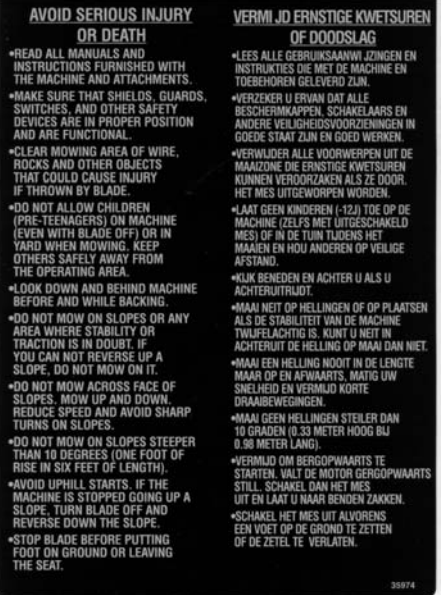 AVOID SERIOUS INJURY
OR DEATH
•READ ALL MANUALS AND
INSTRUCTIONS FURNISHED WITH
THE MACHINE AND ATTACHMENTS.
•MAKE SURE THAT SHIELDS, GUARDS,
SWITCHES, AND OTHER SAFETY
DEVICES ARE IN PROPER POSITION
AND ARE FUNCTIONAL.
•CLEAR MOWING AREA OF WIRE,
ROCKS AND OTHER OBJECTS
THAT COULD CAUSE INJURY
IF THROWN BY BLADE.
•DO NOT ALLOW CHILDREN
(PRE-TEENAGERS) ON MACHINE
(EVEN WITH BLADE OFF) OR IN
YARD WHEN MOWING. KEEP
OTHERS SAFELY AWAY FROM
THE OPERATING AREA.
•LOOK DOWN AND BEHIND MACHINE
BEFORE AND WHILE BACKING.
•DO NOT MOW ON SLOPES OR ANY
AREA WHERE STABILITY OR
TRACTION IS IN DOUBT. IF
YOU CAN NOT REVERSE UP A
SLOPE, DO NOT MOW ON IT.
•DO NOT MOW ACROSS FACE OF
SLOPES. MOW UP AND DOWN.
REDUCE SPEED AND AVOID SHARP
TURNS ON SLOPES.
•DO NOT MOW ON SLOPES STEEPER
THAN 10 DEGREES (ONE FOOT OF
RISE IN SIX FEET OF LENGTH).
•AVOID UPHILL STARTS. IF THE
MACHINE IS STOPPED GOING UP A
SLOPE, TURN BLADE OFF AND
REVERSE DOWN THE SLOPE.
•STOP BLADE BEFORE PUTTING
FOOT ON GROUND OR LEAVING
THE SEAT.
VERMI JD ERNSTIGE KWETSUREN
OF DOODSLAG
•LEES ALLE GEBRUIKSAANWI JZINGEN EN
INSTRUKTIES DIE MET DE MACHINE EN
TOEBEHOREN GELEVERD ZIJN.
•VERZEKER U ERVAN DAT ALLE
BESCHERMKAPPEN, SCHAKELAARS EN
ANDERE VEILIGHEIDSVOORZIENINGEN IN
GOEDE STAAT ZIJN EN GOED WERKEN.
•VERWIJDER ALLE VOORWERPEN UIT DE
MAAIZONE DIE ERNSTIGE KWETSUREN
KUNNEN VEROORZAKEN ALS ZE DOOR.
HET MES UITGEWORPEN WORDEN.
•LAAT GEEN KINDEREN (-12J) TOE OP DE
MACHINE (ZELFS MET UITGESCHAKELD
MES) OF IN DE TUIN TIJDENS HET
MAAIEN EN HOU ANDEREN OP VEILIGE
AFSTAND.
•KIJK BENEDEN EN ACHTER U ALS U
ACHTERUITRIJDT.
•MAAI NEIT OP HELLINGEN OF OP PLAATSEN
ALS DE STABILITEIT VAN DE MACHINE
TWIJFELACHTIG IS. KUNT U NEIT IN
ACHTERUIT DE HELLING OP MAAI DAN NIET.
•MAAI EEN HELLING NOOIT IN DE LENGTE
MAAR OP EN AFWAARTS, MATIG UW
SNELHEID EN VERMIJD KORTE
DRAAIBEWEGINGEN.
•MAAI GEEN HELLINGEN STEILER DAN
10 GRADEN (0.33 METER HOOG BIJ
0.98 METER LANG).
•VERMIJD OM BERGOPWAARTS TE
STARTEN. VALT DE MOTOR GERGOPWAARTS
STILL. SCHAKEL DAN HET MES
UIT EN LAAT U NAAR BENDEN ZAKKEN.
•SCHAKEL HET MES UIT ALVORENS
EEN VOET OP DE GROND TE ZETTEN
OF DE ZETEL TE VERLATEN.
35974